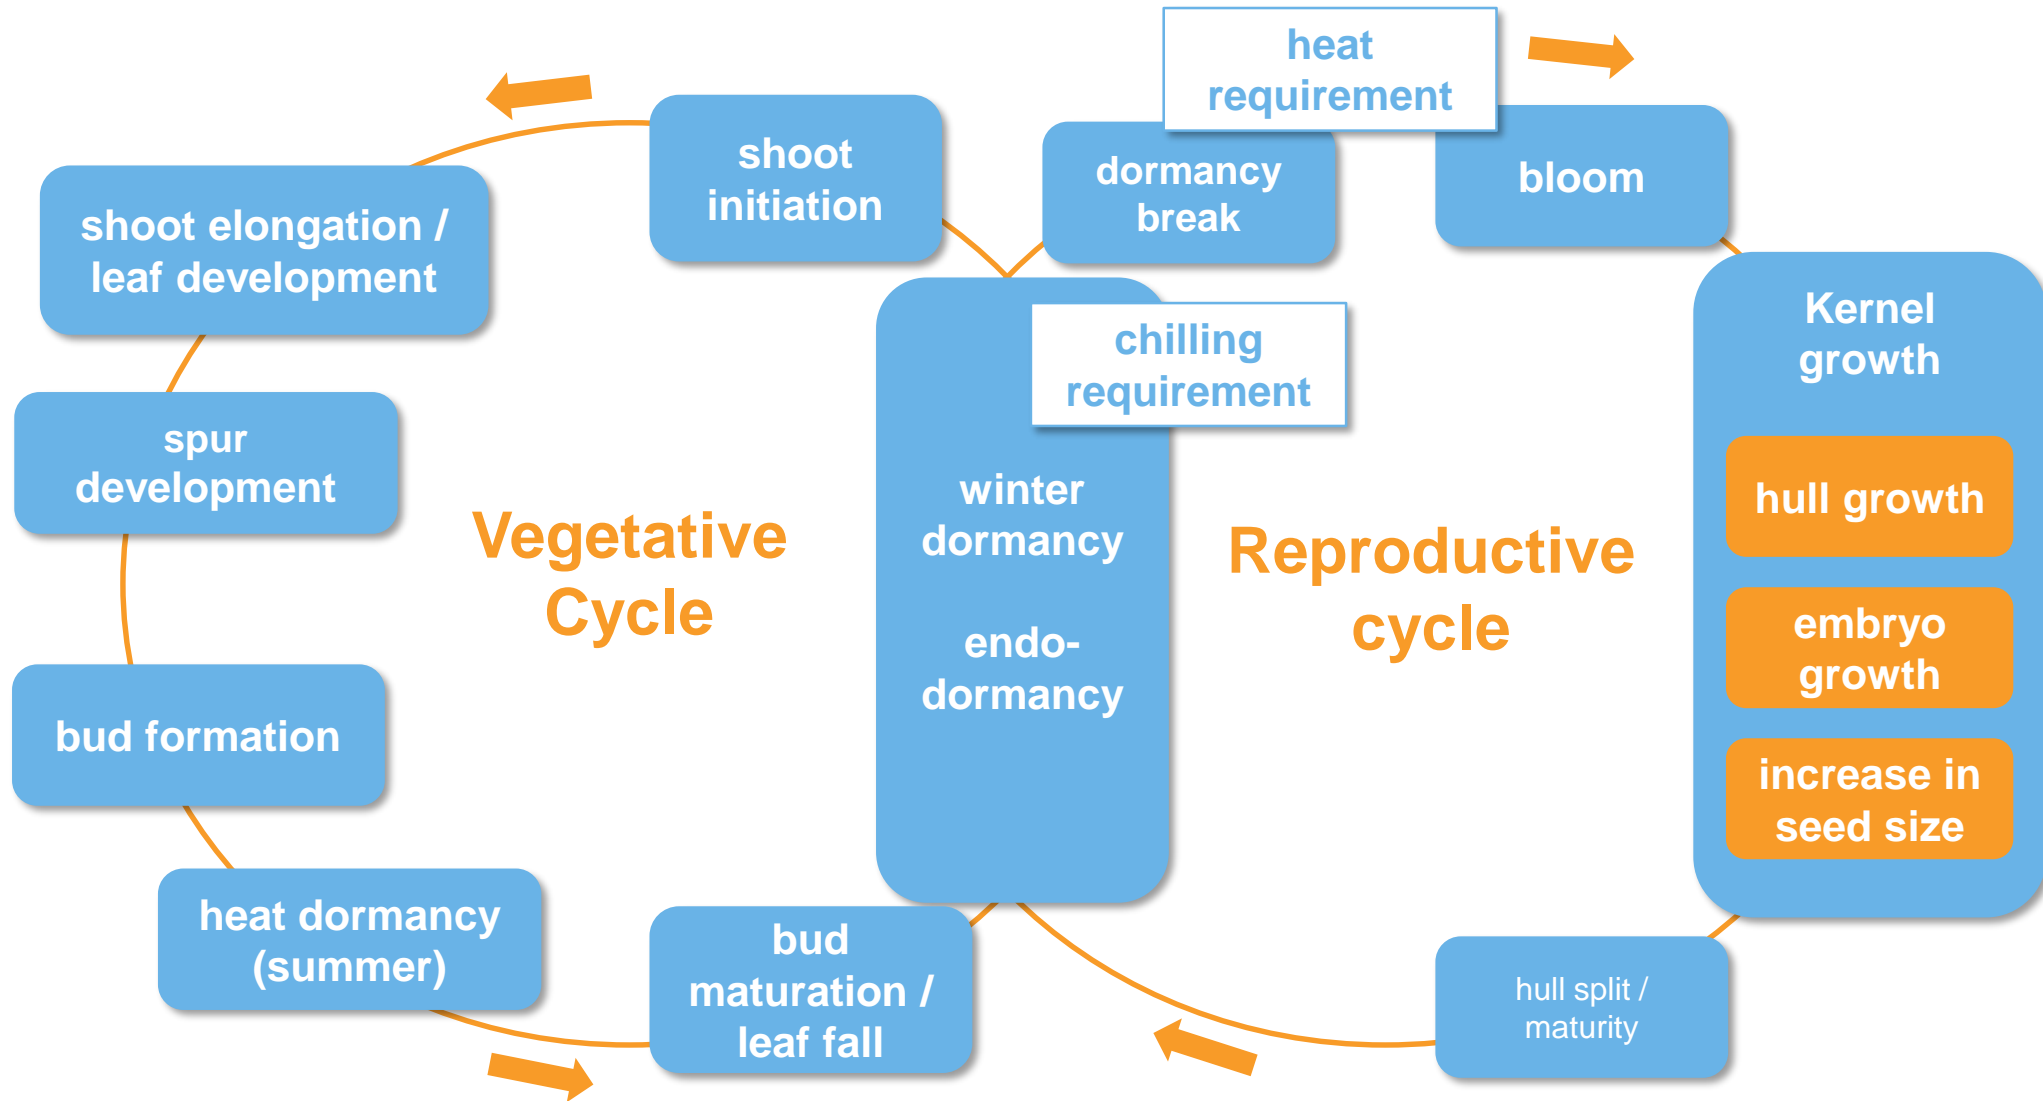 heat
requirement
shoot
initiation
dormancy
break
bloom
shoot elongation /
leaf development
chilling
requirement
Kernel
growth
spur
development
winter
dormancy
endo-
dormancy
Vegetative
Cycle
Reproductive
cycle
hull growth
embryo
growth
increase in
seed size
bud formation
heat dormancy
(summer)
bud
maturation /
leaf fall
hull split /
maturity